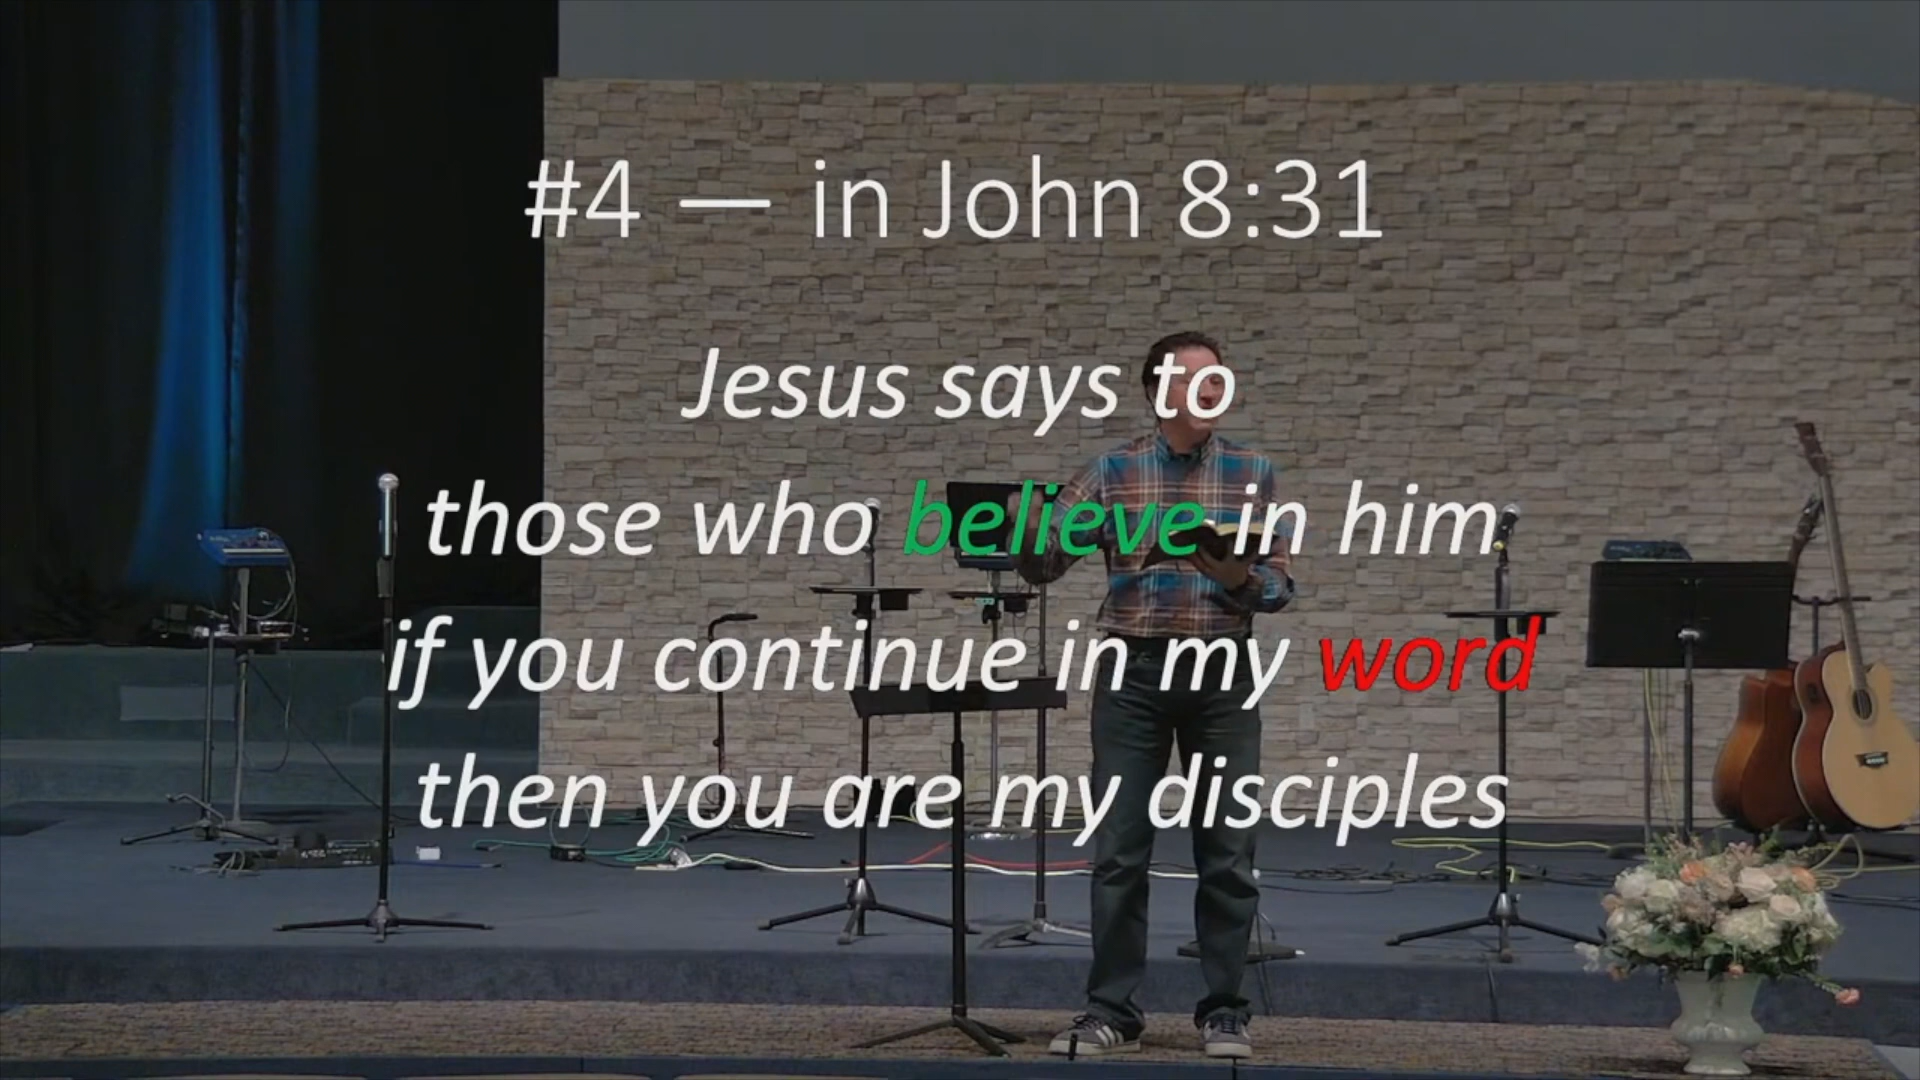 #4 — in John 8:31
Jesus says to
those who believe in him
if you continue in my word
then you are my disciples